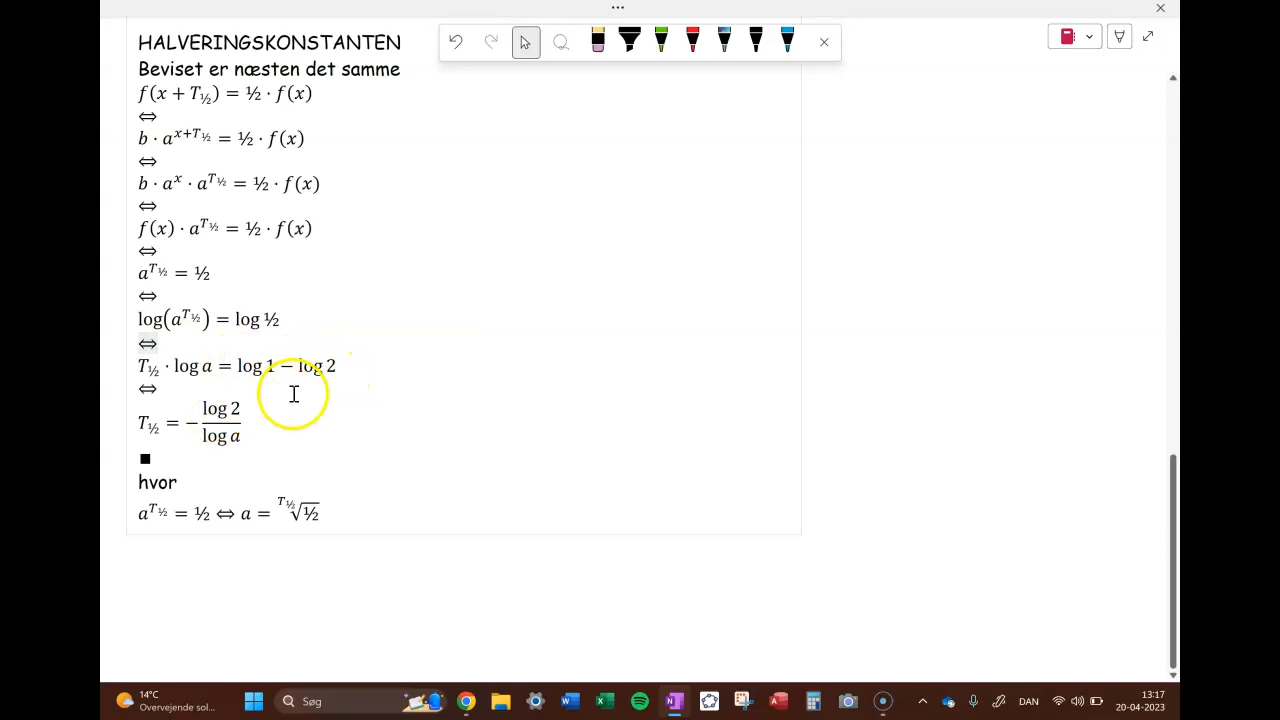 HALVERINGSKONSTANTEN
Beviset er næsten det samme
f(x + T½) = ½ · f(x)
⇔
b · a^(x+T½) = ½ · f(x)
⇔
b · a^x · a^(T½) = ½ · f(x)
⇔
f(x) · a^(T½) = ½ · f(x)
⇔
a^(T½) = ½
⇔
log(a^(T½)) = log ½
⇔
T½ · log a = log 1 − log 2
⇔
T½ = − log 2 / log a
■
hvor
a^(T½) = ½ ⇔ a = ^(T½)√½
14°C
Overvejende sol...
Søg
DAN
13:17
20-04-2023